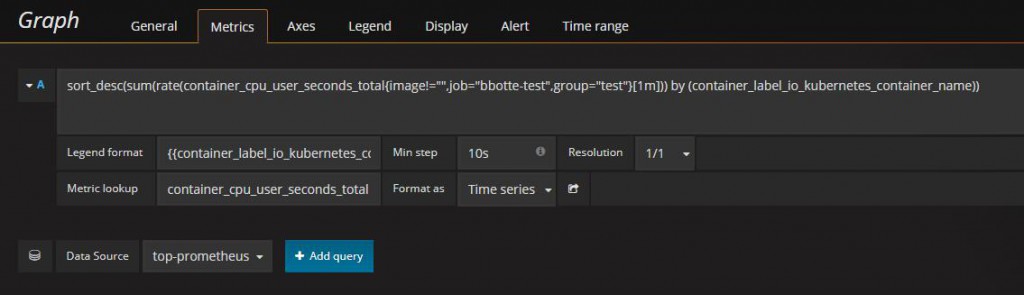 Graph General Metrics Axes Legend Display Alert Time range
A sort_desc(sum(rate(container_cpu_user_seconds_total{image!="",job="bbotte-test",group="test"}[1m])) by (container_label_io_kubernetes_container_name))
Legend format {{container_label_io_kubernetes_cc Min step 10s Resolution 1/1
Metric lookup container_cpu_user_seconds_total Format as Time series
Data Source top-prometheus + Add query